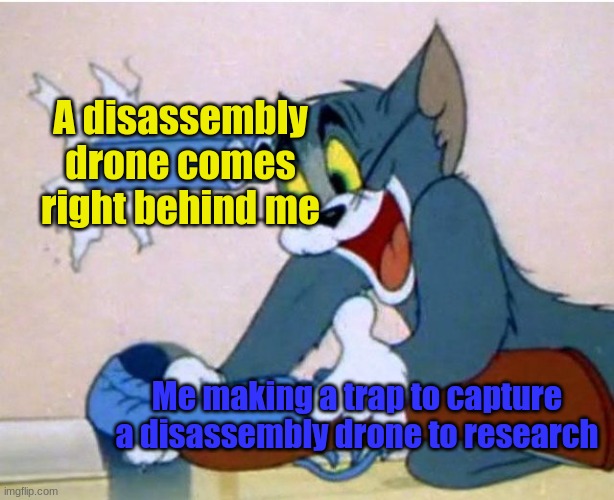 A disassembly
drone comes
right behind me
Me making a trap to capture
a disassembly drone to research
imgflip.com